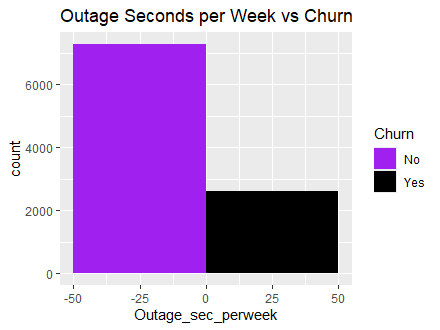 Outage Seconds per Week vs Churn
6000
4000
2000
0
count
-50 -25 0 25 50
Outage_sec_perweek
Churn
No
Yes